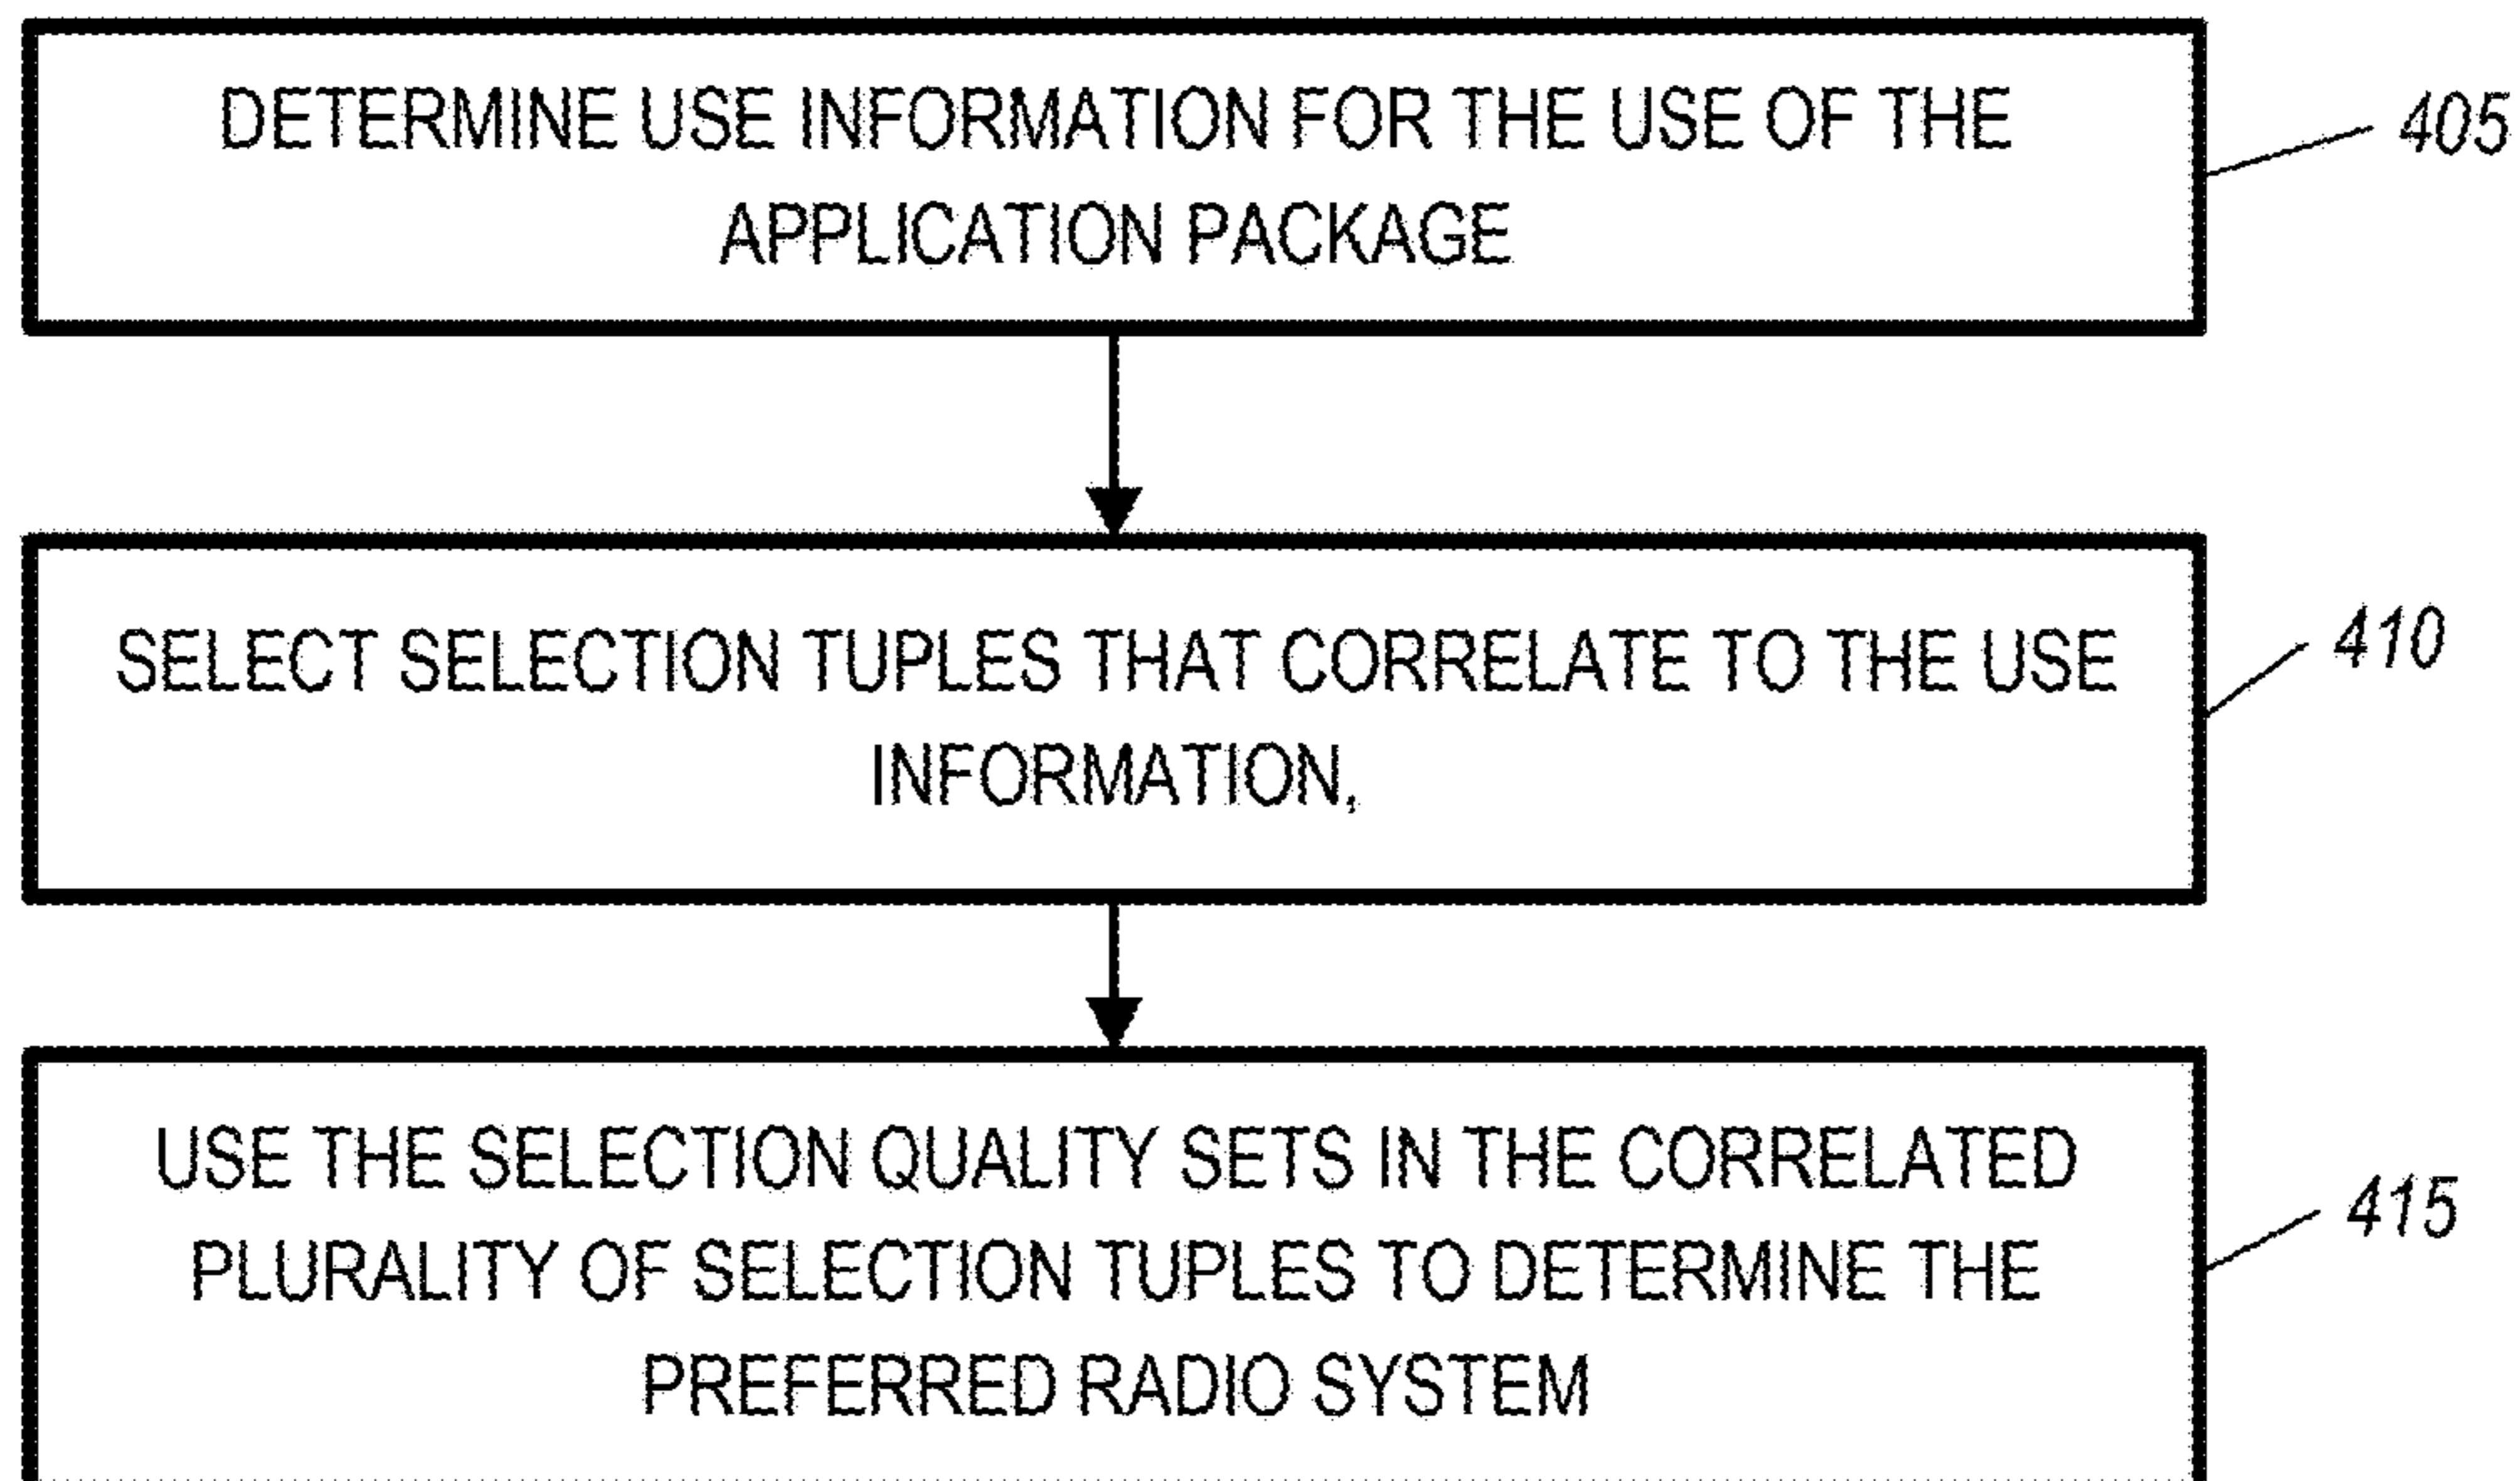 DETERMINE USE INFORMATION FOR THE USE OF THE
APPLICATION PACKAGE
405
SELECT SELECTION TUPLES THAT CORRELATE TO THE USE
INFORMATION,
410
USE THE SELECTION QUALITY SETS IN THE CORRELATED
PLURALITY OF SELECTION TUPLES TO DETERMINE THE
PREFERRED RADIO SYSTEM
415